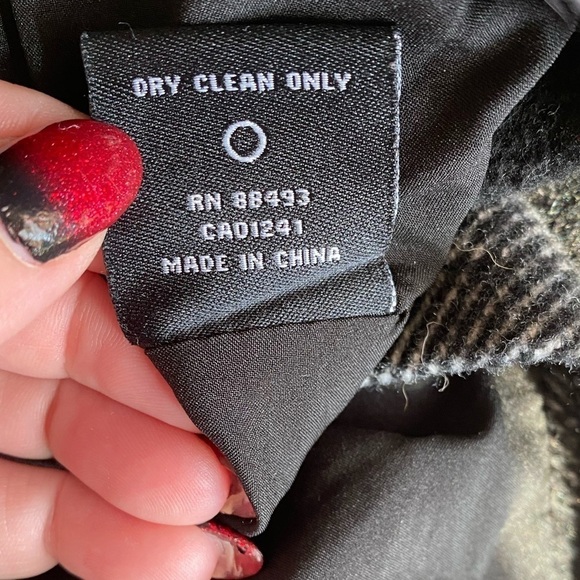 DRY CLEAN ONLY
RN 88493
CAD1241
MADE IN CHINA